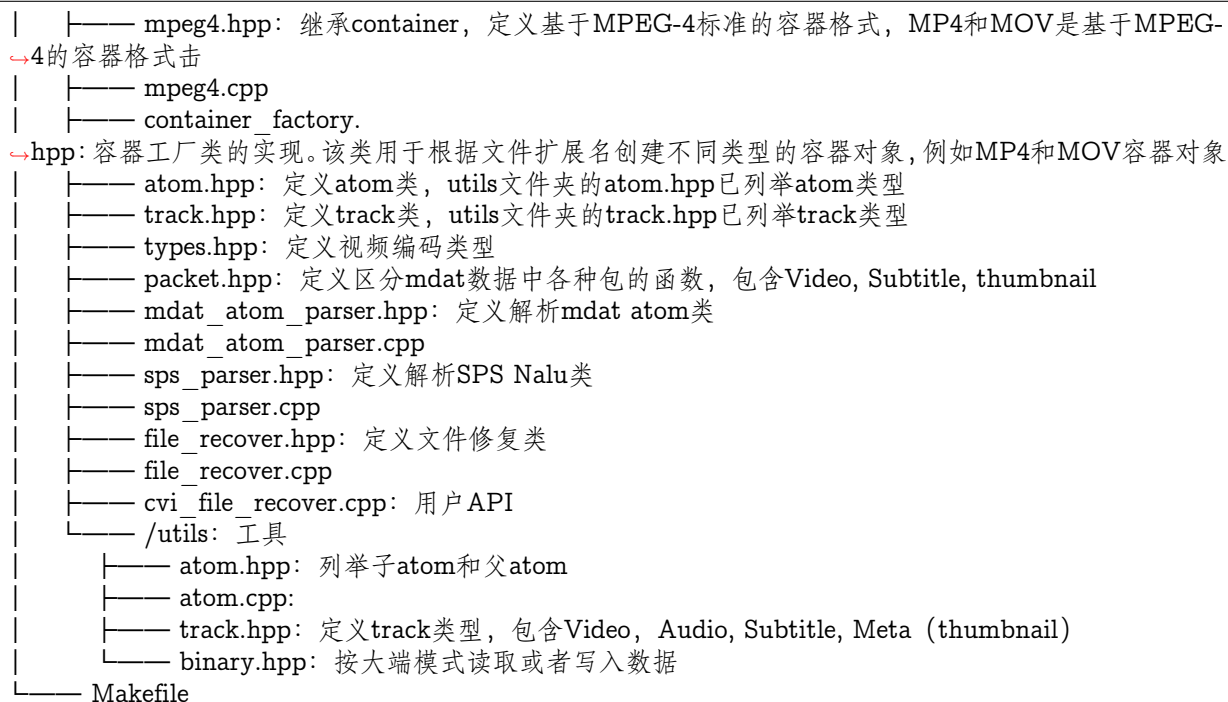 │   ├─── mpeg4.hpp：继承container，定义基于MPEG-4标准的容器格式，MP4和MOV是基于MPEG-
↪4的容器格式击
│   ├─── mpeg4.cpp
│   ├─── container_factory.
↪hpp：容器工厂类的实现。该类用于根据文件扩展名创建不同类型的容器对象，例如MP4和MOV容器对象
│   ├─── atom.hpp：定义atom类，utils文件夹的atom.hpp已列举atom类型
│   ├─── track.hpp：定义track类，utils文件夹的track.hpp已列举track类型
│   ├─── types.hpp：定义视频编码类型
│   ├─── packet.hpp：定义区分mdat数据中各种包的函数，包含Video, Subtitle, thumbnail
│   ├─── mdat_atom_parser.hpp：定义解析mdat atom类
│   ├─── mdat_atom_parser.cpp
│   ├─── sps_parser.hpp：定义解析SPS Nalu类
│   ├─── sps_parser.cpp
│   ├─── file_recover.hpp：定义文件修复类
│   ├─── file_recover.cpp
│   ├─── cvi_file_recover.cpp：用户API
│   └─── /utils：工具
│       ├─── atom.hpp：列举子atom和父atom
│       ├─── atom.cpp:
│       ├─── track.hpp：定义track类型，包含Video，Audio, Subtitle, Meta（thumbnail）
│       └─── binary.hpp：按大端模式读取或者写入数据
└─── Makefile